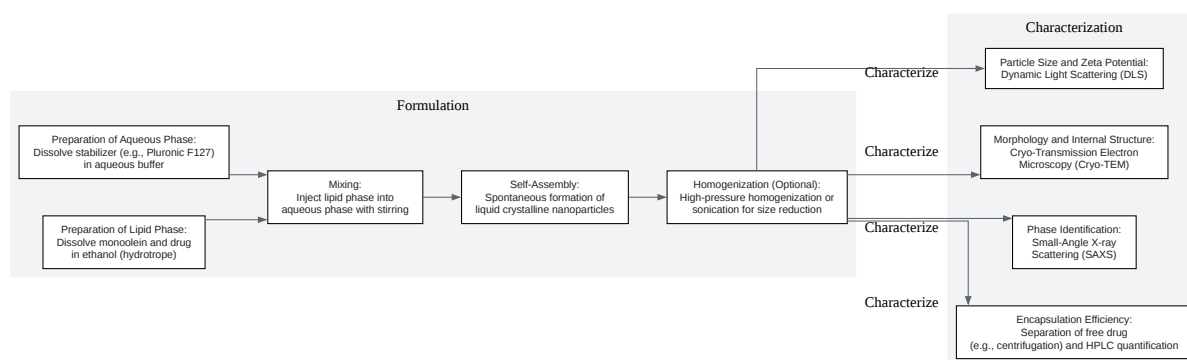 Formulation
Preparation of Aqueous Phase:
Dissolve stabilizer (e.g., Pluronic F127)
in aqueous buffer
Preparation of Lipid Phase:
Dissolve monoolein and drug
in ethanol (hydrotrope)
Mixing:
Inject lipid phase into
aqueous phase with stirring
Self-Assembly:
Spontaneous formation of
liquid crystalline nanoparticles
Homogenization (Optional):
High-pressure homogenization or
sonication for size reduction
Characterize
Characterize
Characterize
Characterize
Characterization
Particle Size and Zeta Potential:
Dynamic Light Scattering (DLS)
Morphology and Internal Structure:
Cryo-Transmission Electron
Microscopy (Cryo-TEM)
Phase Identification:
Small-Angle X-ray
Scattering (SAXS)
Encapsulation Efficiency:
Separation of free drug
(e.g., centrifugation) and HPLC quantification